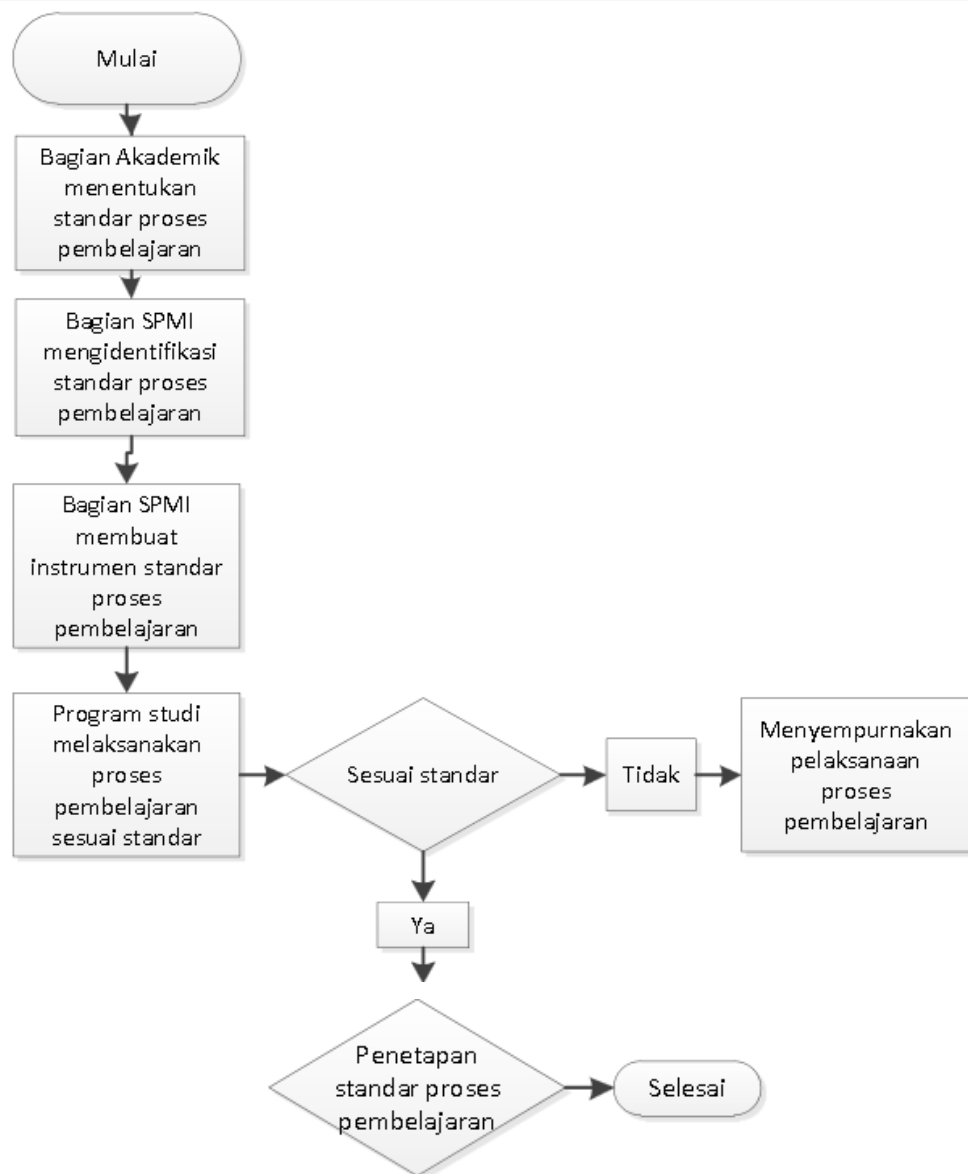 Mulai
Bagian Akademik
menentukan
standar proses
pembelajaran
Bagian SPMI
mengidentifikasi
standar proses
pembelajaran
Bagian SPMI
membuat
instrumen standar
proses
pembelajaran
Program studi
melaksanakan
proses
pembelajaran
sesuai standar
Sesuai standar
Tidak
Menyempurnakan
pelaksanaan
proses
pembelajaran
Ya
Penetapan
standar proses
pembelajaran
Selesai